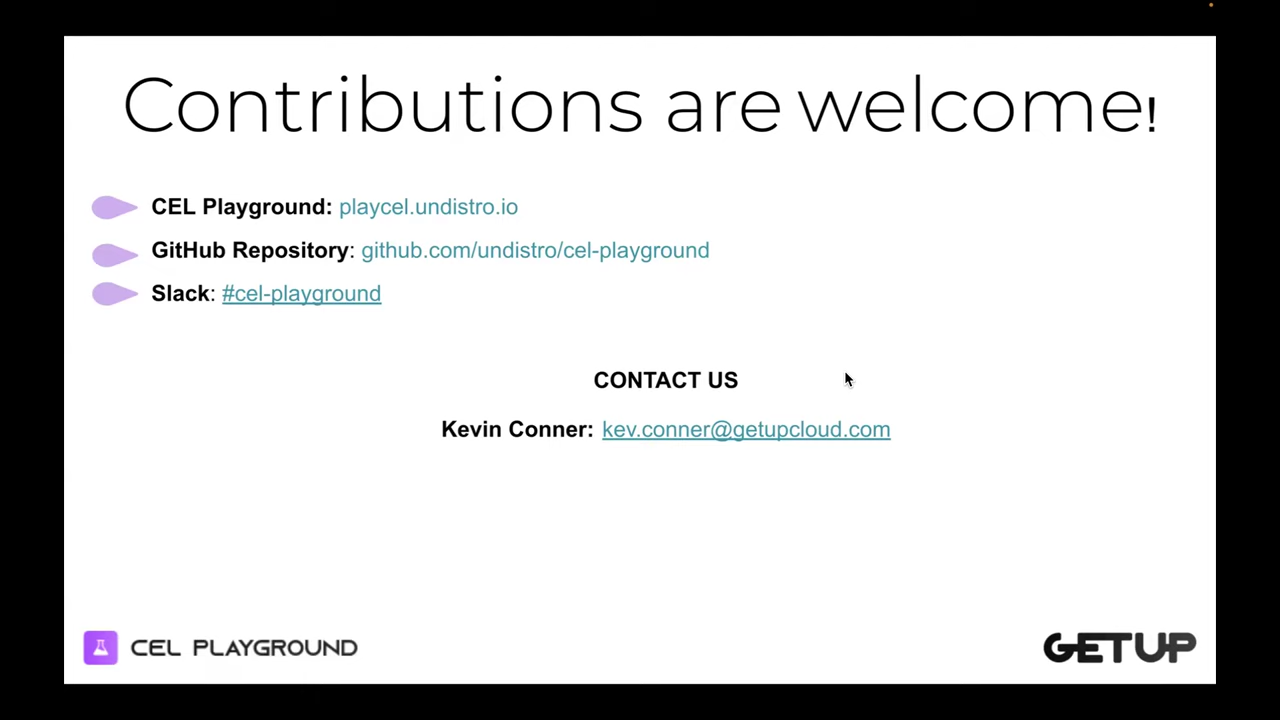 Contributions are welcome!
CEL Playground: playcel.undistro.io
GitHub Repository: github.com/undistro/cel-playground
Slack: #cel-playground
CONTACT US
Kevin Conner: kev.conner@getupcloud.com
CEL PLAYGROUND
GETUP